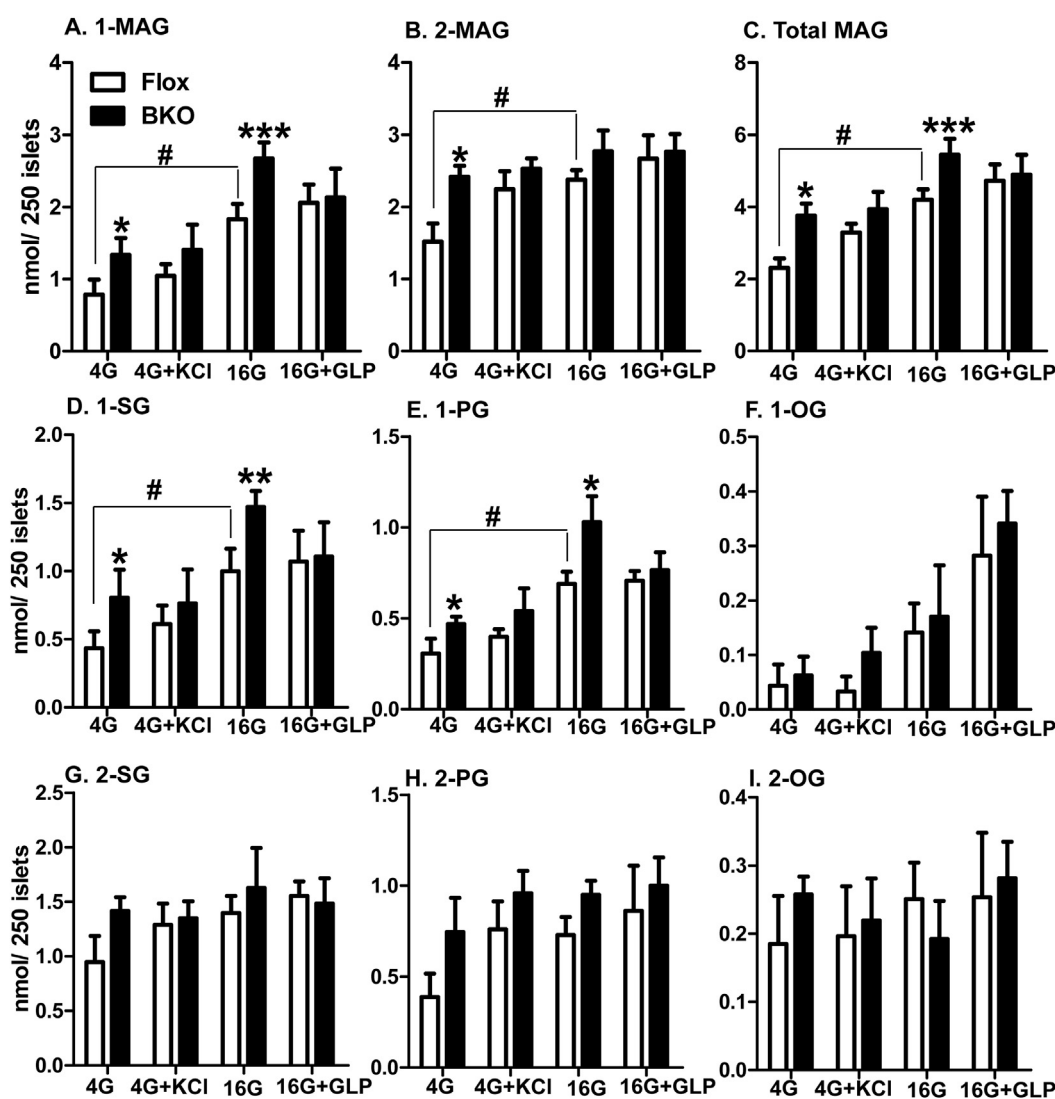 A. 1-MAG
4
3
2
1
0
nmol/ 250 islets
Flox
BKO
#
*
***
4G 4G+KCl 16G 16G+GLP
B. 2-MAG
4
3
2
1
0
#
*
4G 4G+KCl 16G 16G+GLP
C. Total MAG
8
6
4
2
0
#
*
***
4G 4G+KCl 16G 16G+GLP
D. 1-SG
2.0
1.5
1.0
0.5
0.0
nmol/ 250 islets
#
*
**
4G 4G+KCl 16G 16G+GLP
E. 1-PG
1.5
1.0
0.5
0.0
#
*
*
4G 4G+KCl 16G 16G+GLP
F. 1-OG
0.5
0.4
0.3
0.2
0.1
0.0
4G 4G+KCl 16G 16G+GLP
G. 2-SG
2.5
2.0
1.5
1.0
0.5
0.0
nmol/ 250 islets
4G 4G+KCl 16G 16G+GLP
H. 2-PG
1.5
1.0
0.5
0.0
4G 4G+KCl 16G 16G+GLP
I. 2-OG
0.4
0.3
0.2
0.1
0.0
4G 4G+KCl 16G 16G+GLP